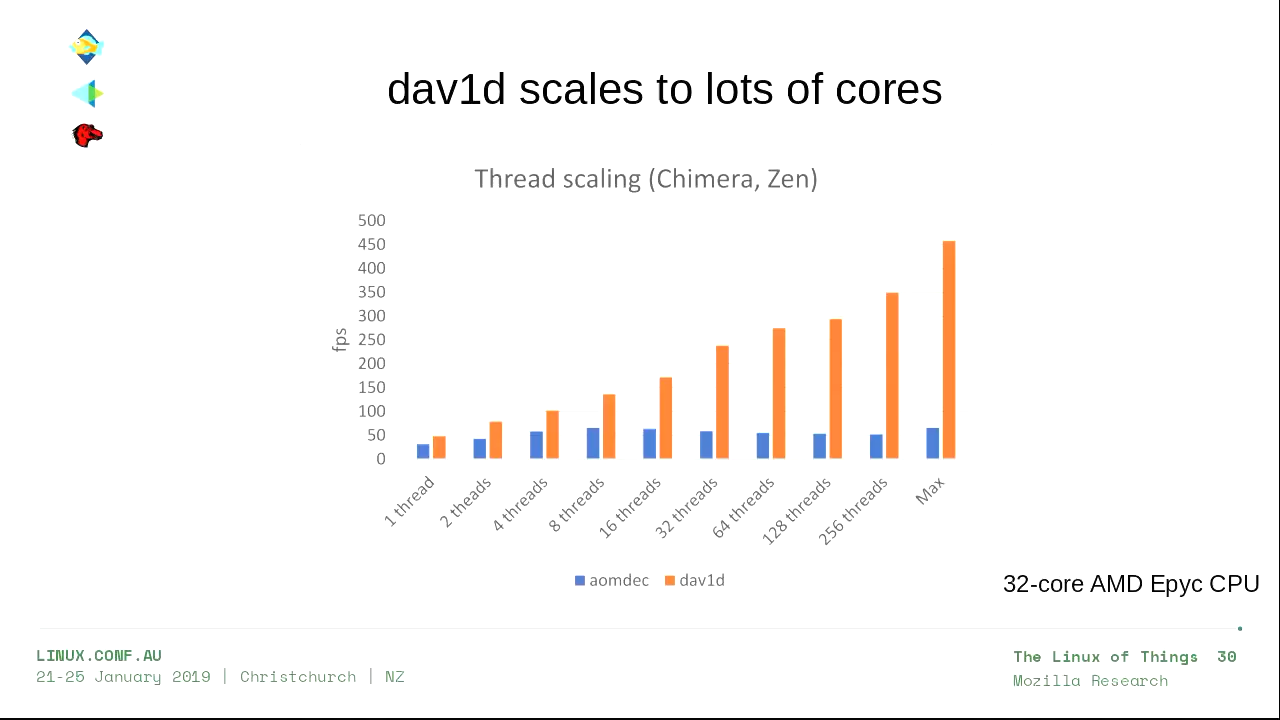 dav1d scales to lots of cores
Thread scaling (Chimera, Zen)
500
450
400
350
300
250
200
150
100
50
0
fps
1 thread
2 theads
4 threads
8 threads
16 threads
32 threads
64 threads
128 threads
256 threads
Max
aomdec dav1d
32-core AMD Epyc CPU
LINUX.CONF.AU
21-25 January 2019 | Christchurch | NZ
The Linux of Things 30
Mozilla Research